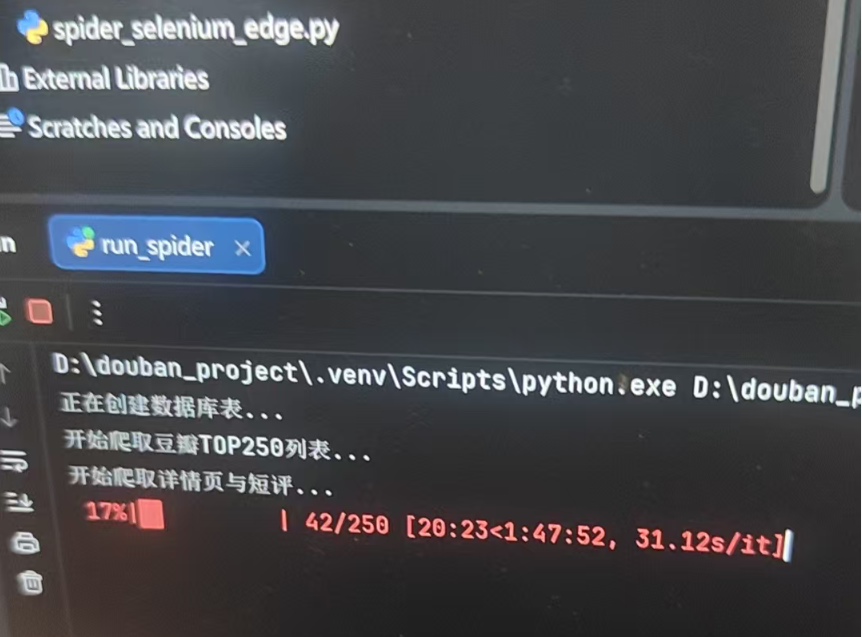 spider_selenium_edge.py
External Libraries
Scratches and Consoles
n
run_spider
D:\douban_project\.venv\Scripts\python.exe D:\douban_p
正在创建数据库表...
开始爬取豆瓣TOP250列表...
开始爬取详情页与短评...
17%| | 42/250 [20:23<1:47:52, 31.12s/it]